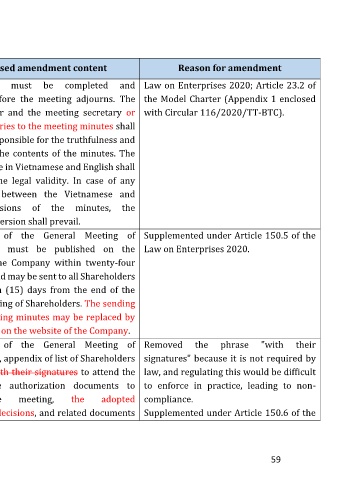 sed amendment content
Reason for amendment
must be completed and
fore the meeting adjourns. The
r and the meeting secretary or
ries to the meeting minutes shall
ponsible for the truthfulness and
he contents of the minutes. The
e in Vietnamese and English shall
ne legal validity. In case of any
between the Vietnamese and
sions of the minutes, the
ersion shall prevail.
Law on Enterprises 2020; Article 23.2 of
the Model Charter (Appendix 1 enclosed
with Circular 116/2020/TT-BTC).
of the General Meeting of
must be published on the
ne Company within twenty-four
d may be sent to all Shareholders
n (15) days from the end of the
ing of Shareholders. The sending
ing minutes may be replaced by
on the website of the Company.
Supplemented under Article 150.5 of the
Law on Enterprises 2020.
of the General Meeting of
, appendix of list of Shareholders
th their signatures to attend the
e authorization documents to
e meeting, the adopted
decisions, and related documents
Removed the phrase "with their
signatures" because it is not required by
law, and regulating this would be difficult
to enforce in practice, leading to non-
compliance.
Supplemented under Article 150.6 of the
59